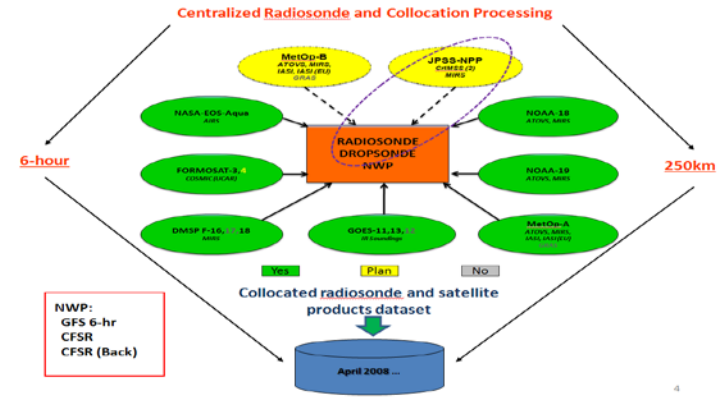 Centralized Radiosonde and Collocation Processing
MetOp-B
ATOVS, MIRS,
IASI, IASI (EU)
GRAS
JPSS-NPP
CrIMSS (2)
MIRS
NASA-EOS-Aqua
AIRS
NOAA-18
ATOVS, MIRS
RADIOSONDE
DROPSONDE
NWP
6-hour
250km
FORMOSAT-3,4
COSMIC(UCAR)
NOAA-19
ATOVS, MIRS
DMSP F-16,17,18
MIRS
GOES-11,13,12
IR Soundings
MetOp-A
ATOVS, MIRS,
IASI, IASI(EU)
GRAS
Yes
Plan
No
Collocated radiosonde and satellite
products dataset
NWP:
GFS 6-hr
CFSR
CFSR (Back)
April 2008 ...
4